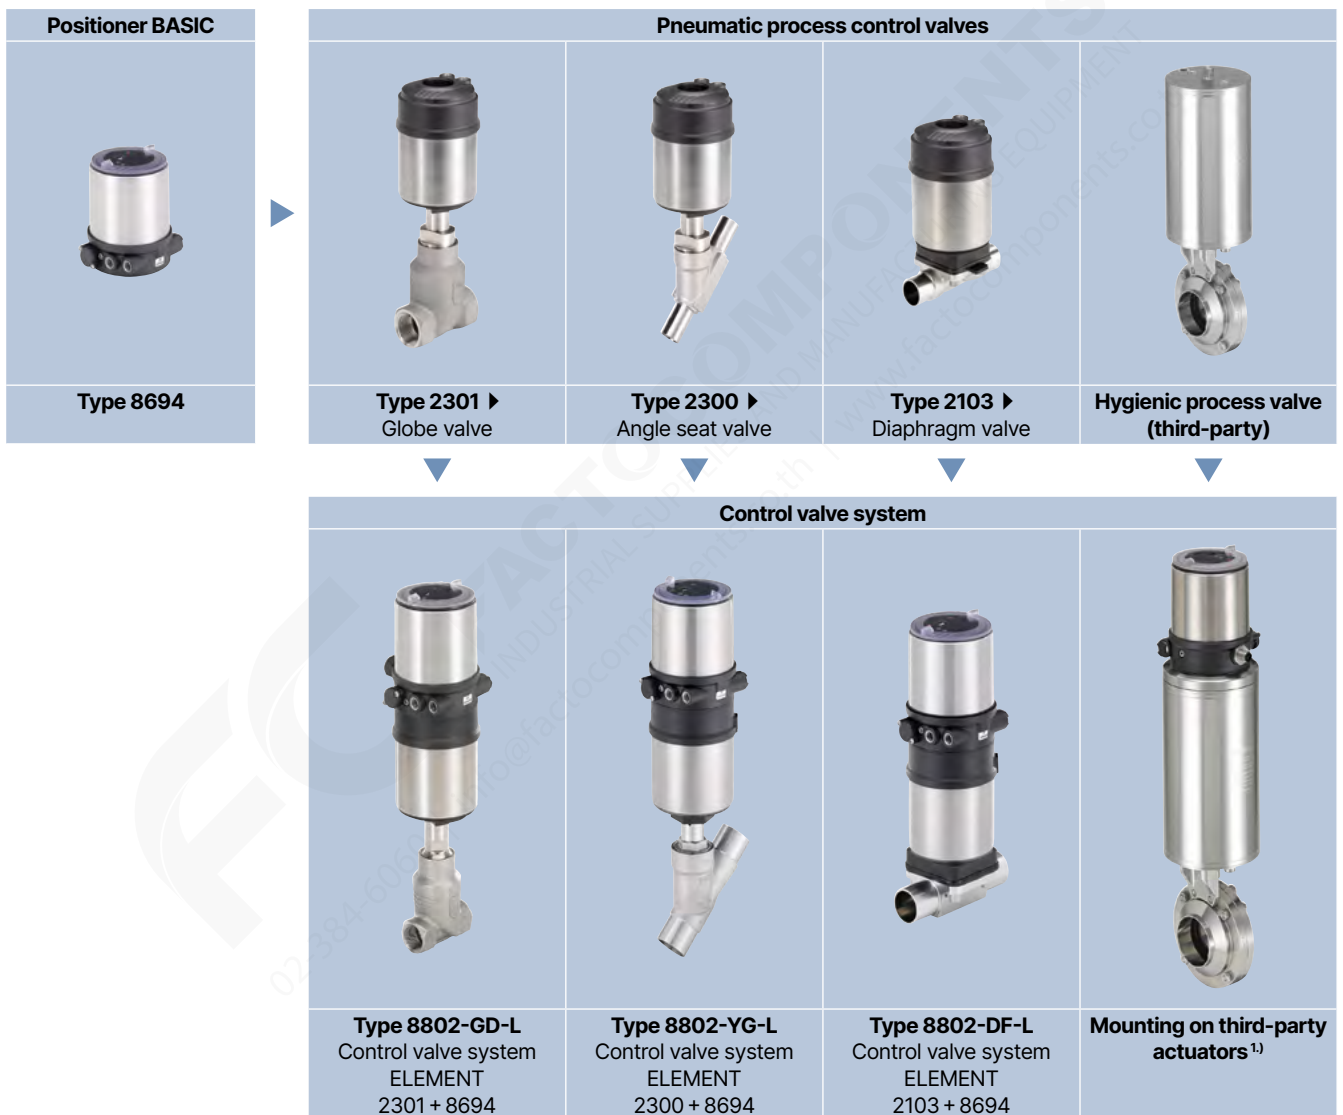 Positioner BASIC
Pneumatic process control valves
Type 8694
Type 2301
Globe valve
Type 2300
Angle seat valve
Type 2103
Diaphragm valve
Hygienic process valve
(third-party)
Control valve system
Type 8802-GD-L
Control valve system
ELEMENT
2301 + 8694
Type 8802-YG-L
Control valve system
ELEMENT
2300 + 8694
Type 8802-DF-L
Control valve system
ELEMENT
2103 + 8694
Mounting on third-party
actuators 1.)
FACTOCOMPONENTS